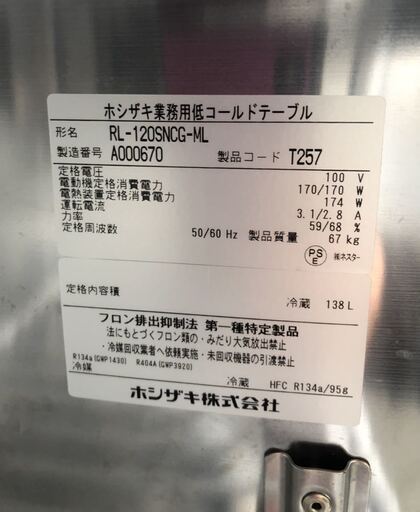 ホシザキ業務用低コールドテーブル
形名 RL-120SNCG-ML
製造番号 A000670 製品コード T257
定格電圧 100 V
電動機定格消費電力 170/170 W
電熱装置定格消費電力 174 W
運転電流 3.1/2.8 A
力率 59/68 %
定格周波数 50/60 Hz 製品質量 67 kg
PSE ㈱ネスター
定格内容積 冷蔵 138 L
フロン排出抑制法 第一種特定製品
法にもとづくフロン類の・みだり大気放出禁止
・冷媒回収業者へ依頼実施・未回収機器の引渡禁止
R134a(GWP1430) R404A(GWP3920)
冷媒 冷蔵 HFC R134a/95g
ホシザキ株式会社